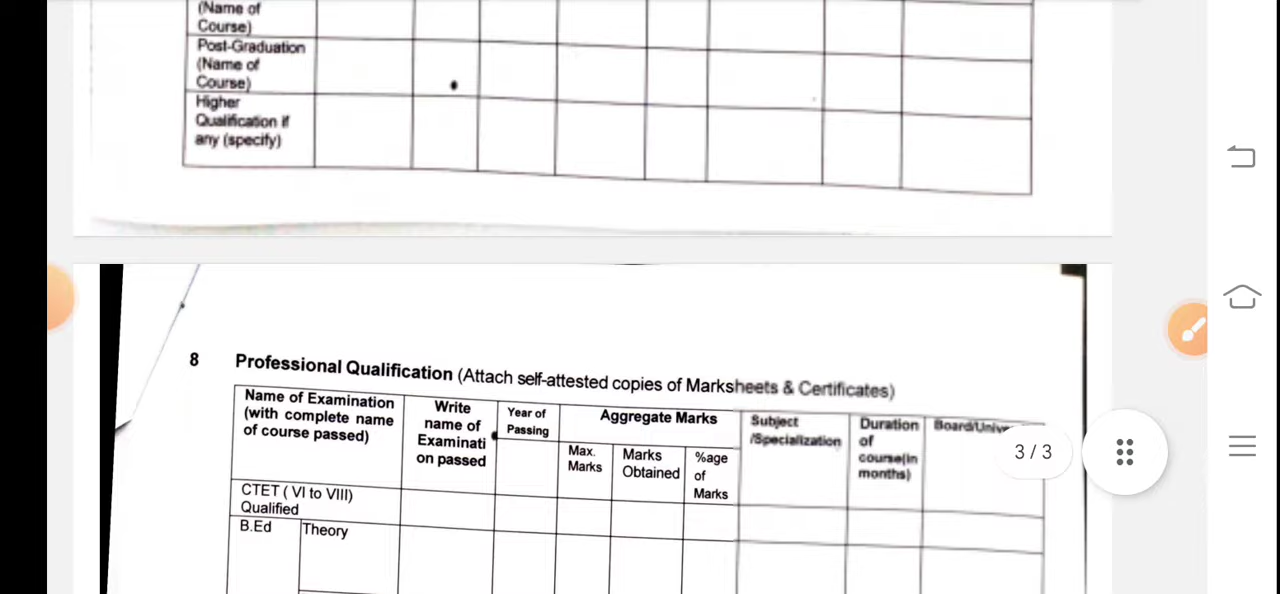 (Name of
Course)
Post-Graduation
(Name of
Course)
Higher
Qualification if
any (specify)
8 Professional Qualification (Attach self-attested copies of Marksheets & Certificates)
Name of Examination
(with complete name
of course passed)
Write
name of
Examinati
on passed
Year of
Passing
Aggregate Marks
Max.
Marks
Marks
Obtained
%age
of
Marks
Subject
/Specialization
Duration
of
course(in
months)
Board/Unive
3 / 3
CTET ( VI to VIII)
Qualified
B.Ed
Theory